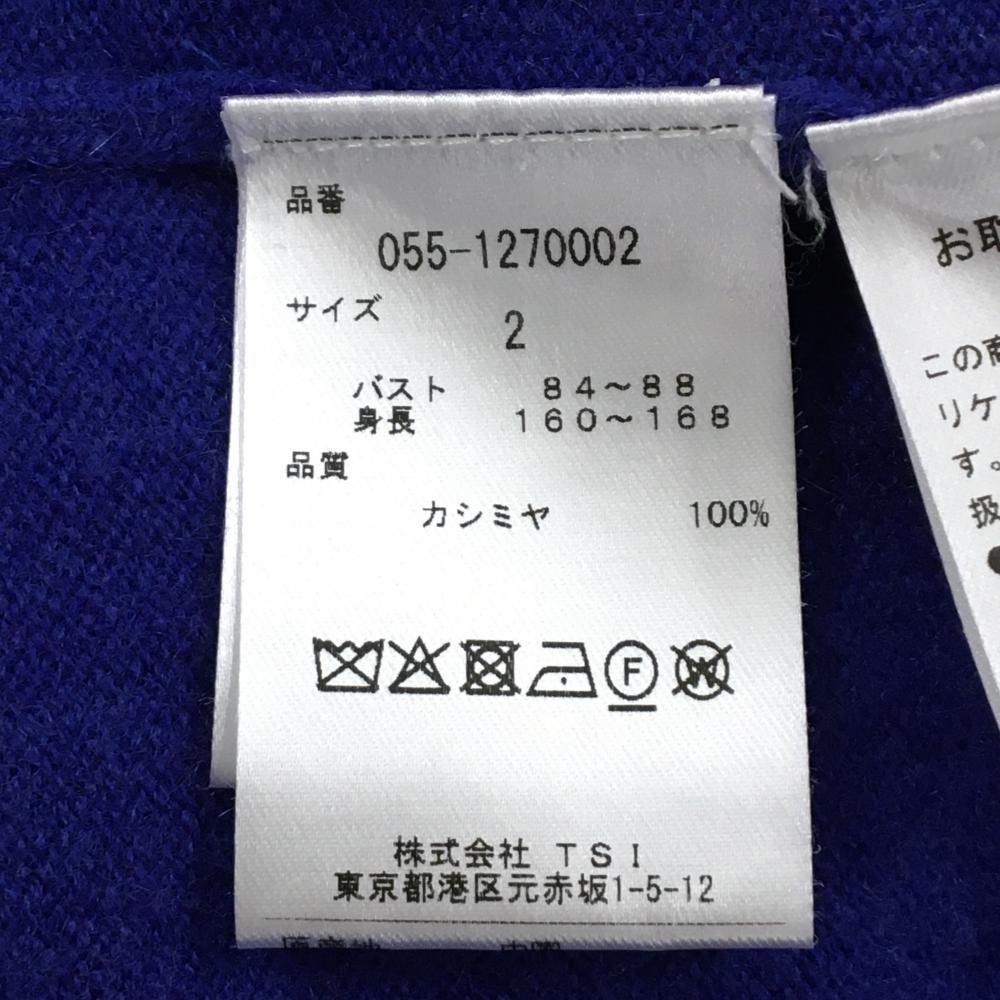 品番
055-1270002
サイズ
2
バスト 84～88
身長 160～168
品質
カシミヤ 100%
F
W
株式会社 TSI
東京都港区元赤坂1-5-12
お取
この商
リケ
す。
扱